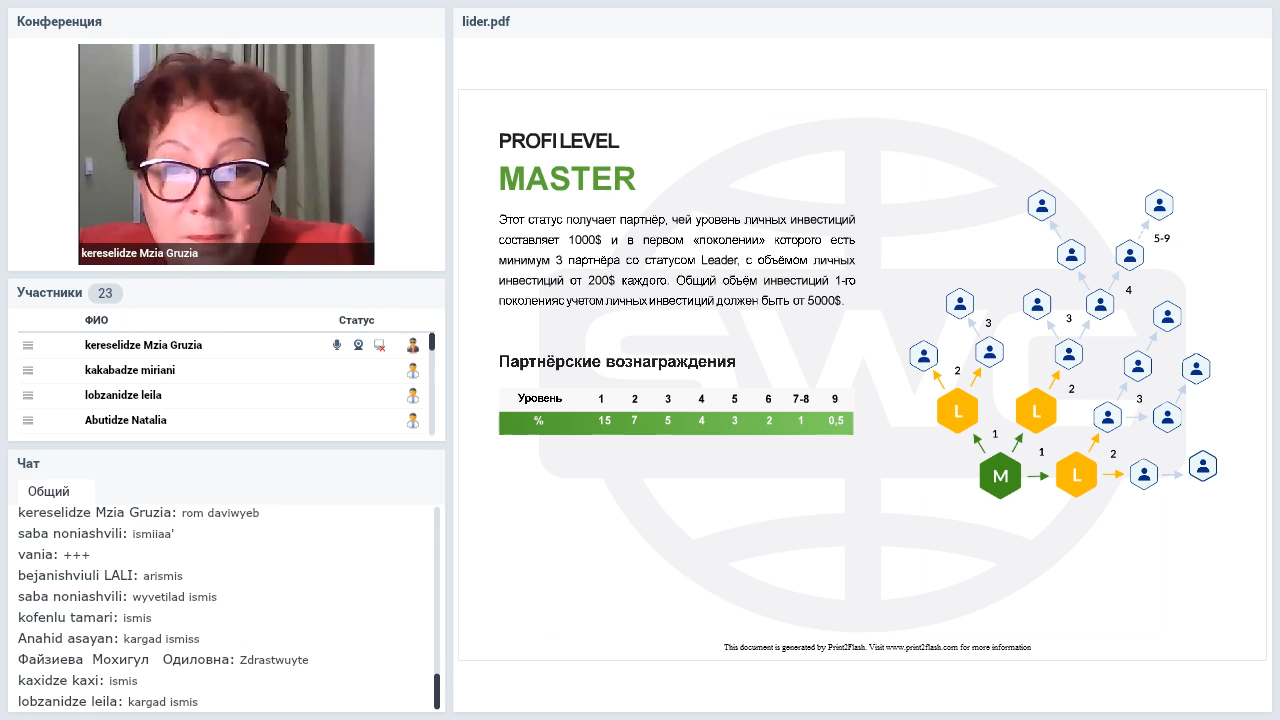 Конференция
kereselidze Mzia Gruzia
Участники 23
ФИО Статус
kereselidze Mzia Gruzia
kakabadze miriani
lobzanidze leila
Abutidze Natalia
Чат
Общий
kereselidze Mzia Gruzia: rom daviwyeb
saba noniashvili: ismiiaa'
vania: +++
bejanishviuli LALI: arismis
saba noniashvili: wyvetilad ismis
kofenlu tamari: ismis
Anahid asayan: kargad ismiss
Файзиева Мохигул Одиловна: Zdrastwuyte
kaxidze kaxi: ismis
lobzanidze leila: kargad ismis
lider.pdf
PROFI LEVEL
MASTER
Этот статус получает партнёр, чей уровень личных инвестиций
составляет 1000$ и в первом «поколении» которого есть
минимум 3 партнёра со статусом Leader, с объёмом личных
инвестиций от 200$ каждого. Общий объём инвестиций 1-го
поколения с учетом личных инвестиций должен быть от 5000$.
Партнёрские вознаграждения
Уровень 1 2 3 4 5 6 7-8 9
% 15 7 5 4 3 2 1 0,5
SWG
5-9
4
3 3
2 2 3
L L
1 1 2
M L
This document is generated by Print2Flash. Visit www.print2flash.com for more information